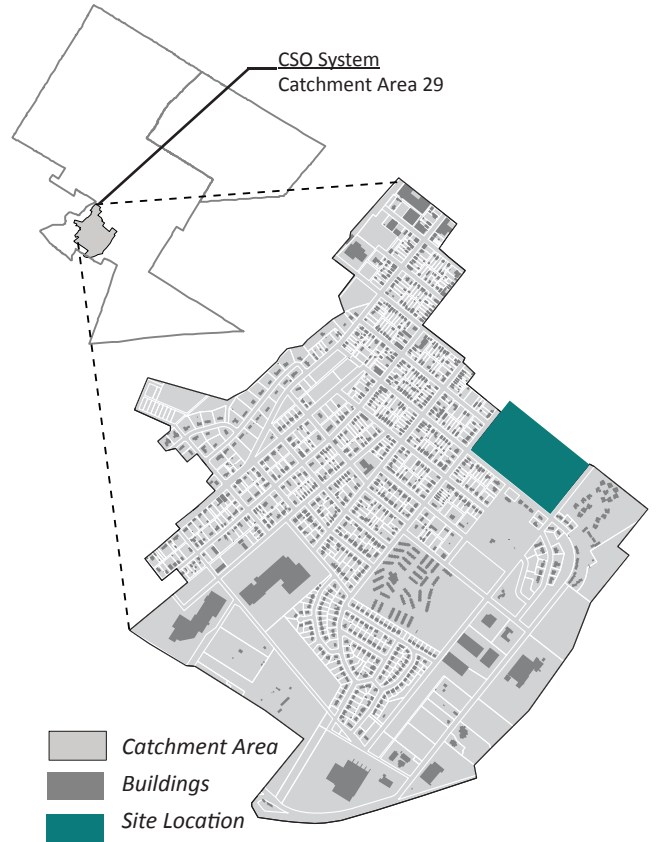 CSO System
Catchment Area 29
Catchment Area
Buildings
Site Location